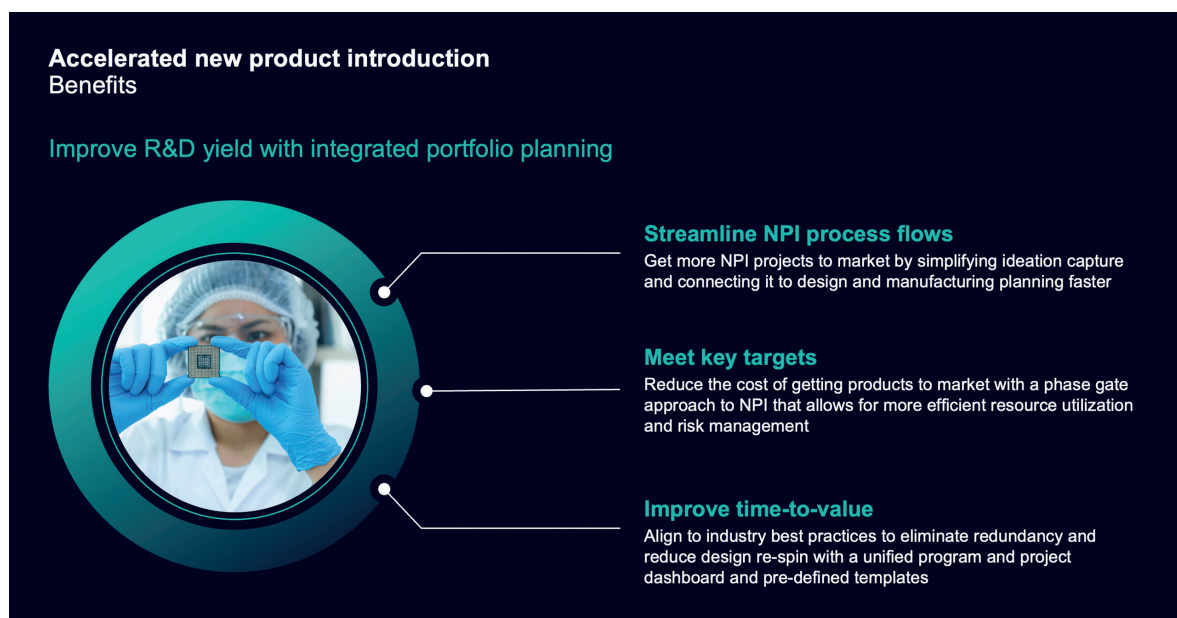 Accelerated new product introduction
Benefits
Improve R&D yield with integrated portfolio planning
Streamline NPI process flows
Get more NPI projects to market by simplifying ideation capture
and connecting it to design and manufacturing planning faster
Meet key targets
Reduce the cost of getting products to market with a phase gate
approach to NPI that allows for more efficient resource utilization
and risk management
Improve time-to-value
Align to industry best practices to eliminate redundancy and
reduce design re-spin with a unified program and project
dashboard and pre-defined templates